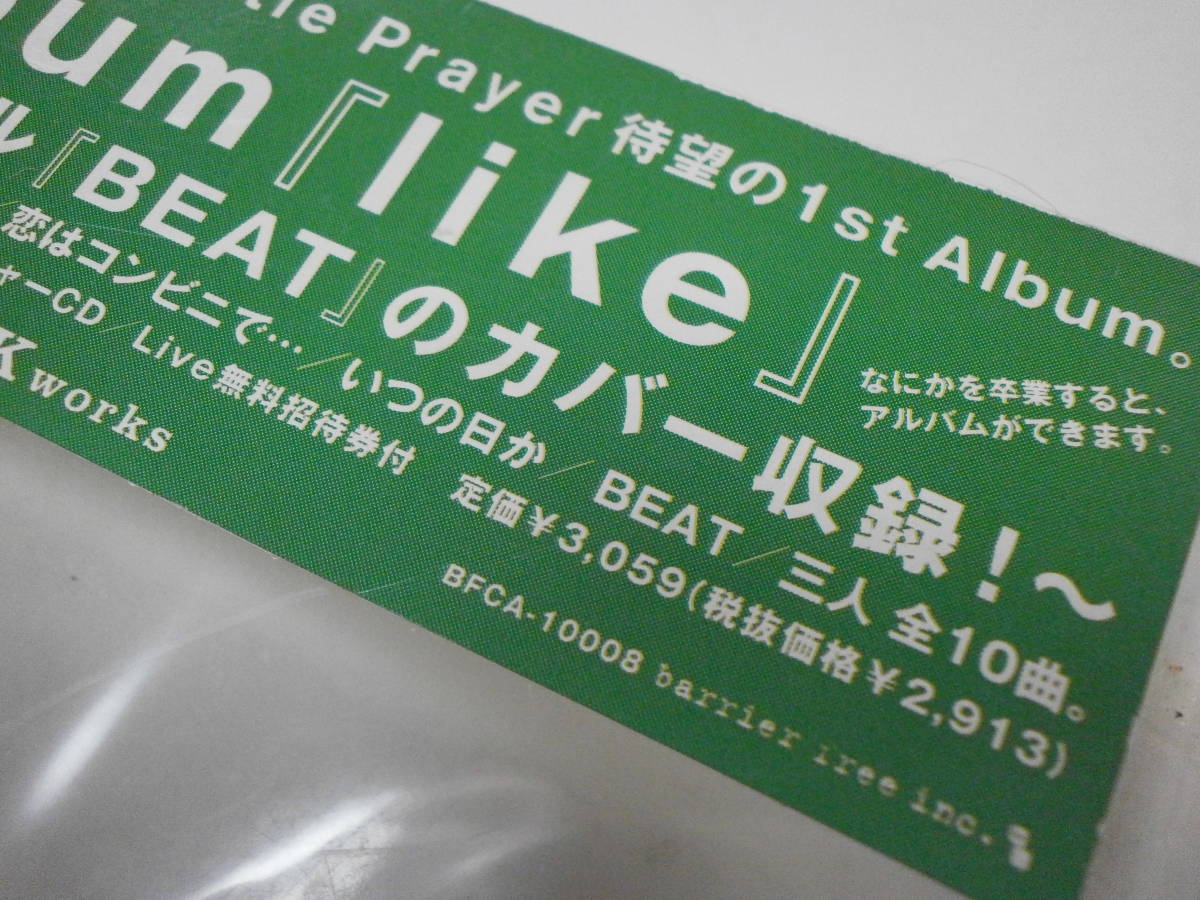 Prayer 待望の1st Album。
um『like』
ル『BEAT』のカバー収録!~
なにかを卒業すると、
アルバムができます。
恋はコンビニで…/いつの日か/BEAT/三人 全10曲。
ャーCD/Live無料招待券付 定価¥3,059(税抜価格¥2,913)
K works
BFCA-10008 barrier free inc.